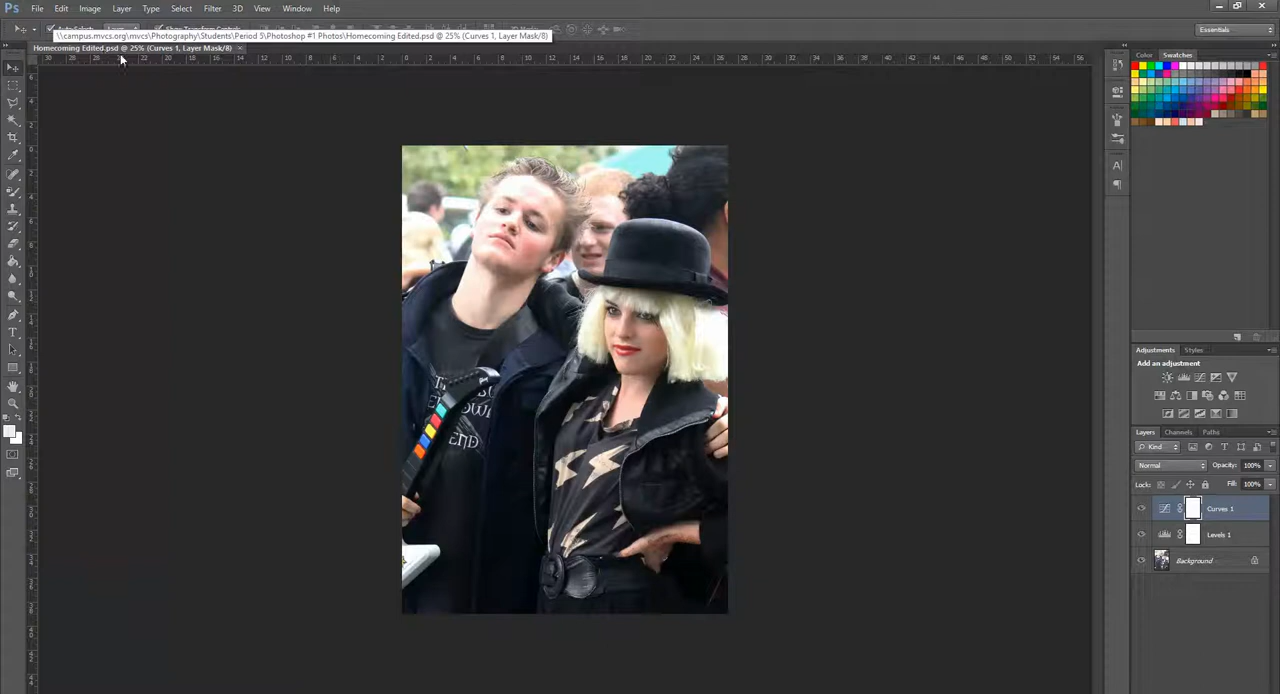 Ps File Edit Image Layer Type Select Filter 3D View Window Help
\\campus.mvcs.org\mvcs\Photography\Students\Period 5\Photoshop #1 Photos\Homecoming Edited.psd @ 25% (Curves 1, Layer Mask/8)
Essentials
Homecoming Edited.psd @ 25% (Curves 1, Layer Mask/8) ×
Color Swatches
Adjustments Styles
Add an adjustment
Layers Channels Paths
Kind
Normal Opacity: 100%
Lock: Fill: 100%
Curves 1
Levels 1
Background
END